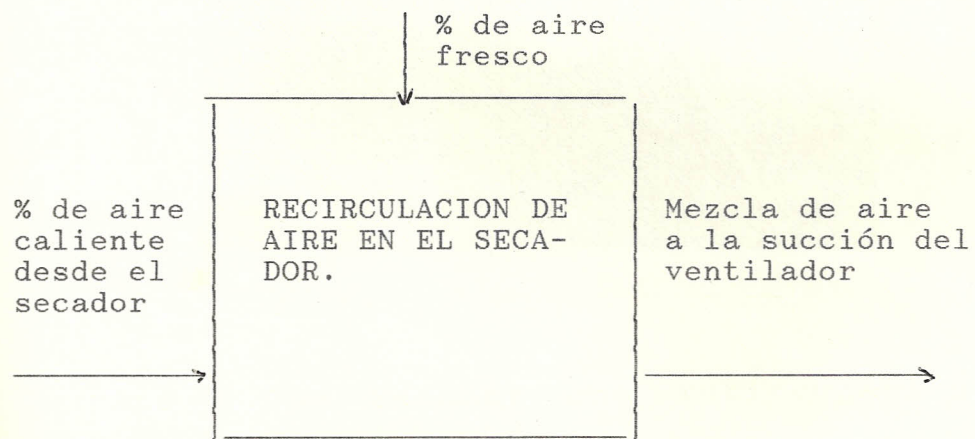 % de aire
fresco
% de aire
caliente
desde el
secador
RECIRCULACION DE
AIRE EN EL SECA-
DOR.
Mezcla de aire
a la succión del
ventilador